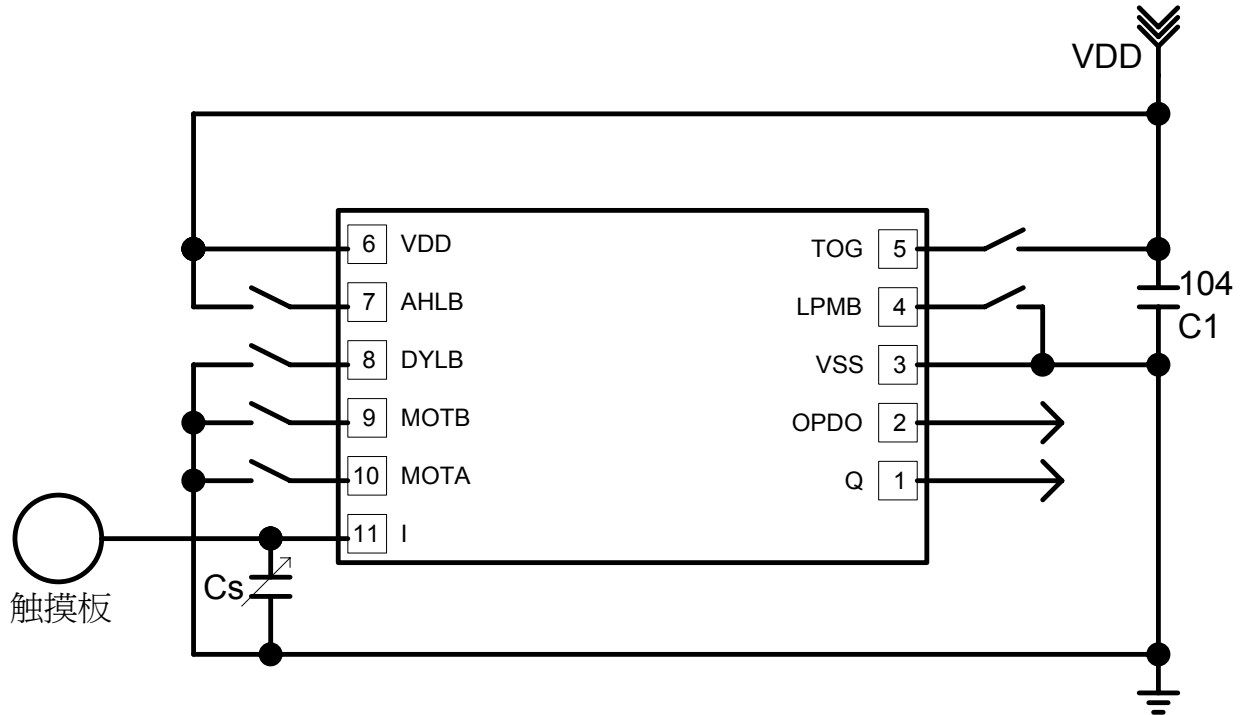 VDD
6 VDD
TOG 5
7 AHLB
LPMB 4
104
C1
8 DYLB
VSS 3
9 MOTB
OPDO 2
10 MOTA
Q 1
11 I
Cs
触摸板